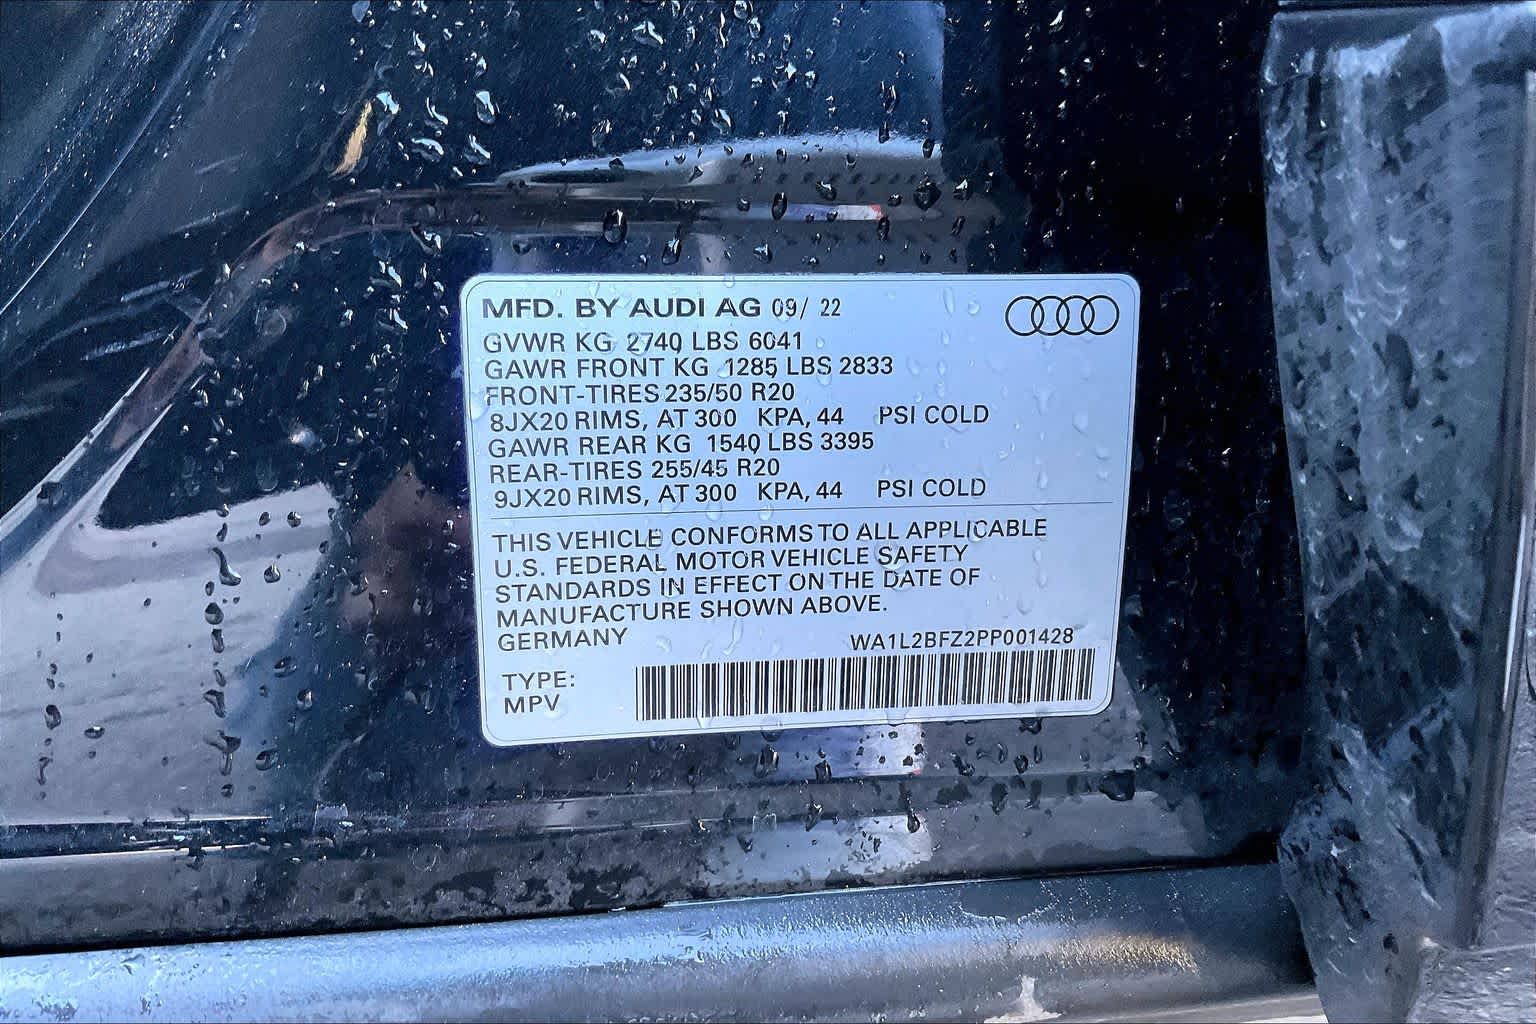 MFD. BY AUDI AG 09/ 22
GVWR KG 2740 LBS 6041
GAWR FRONT KG 1285 LBS 2833
FRONT-TIRES 235/50 R20
8JX20 RIMS, AT 300 KPA, 44 PSI COLD
GAWR REAR KG 1540 LBS 3395
REAR-TIRES 255/45 R20
9JX20 RIMS, AT 300 KPA, 44 PSI COLD
THIS VEHICLE CONFORMS TO ALL APPLICABLE
U.S. FEDERAL MOTOR VEHICLE SAFETY
STANDARDS IN EFFECT ON THE DATE OF
MANUFACTURE SHOWN ABOVE.
GERMANY WA1L2BFZ2PP001428
TYPE:
MPV